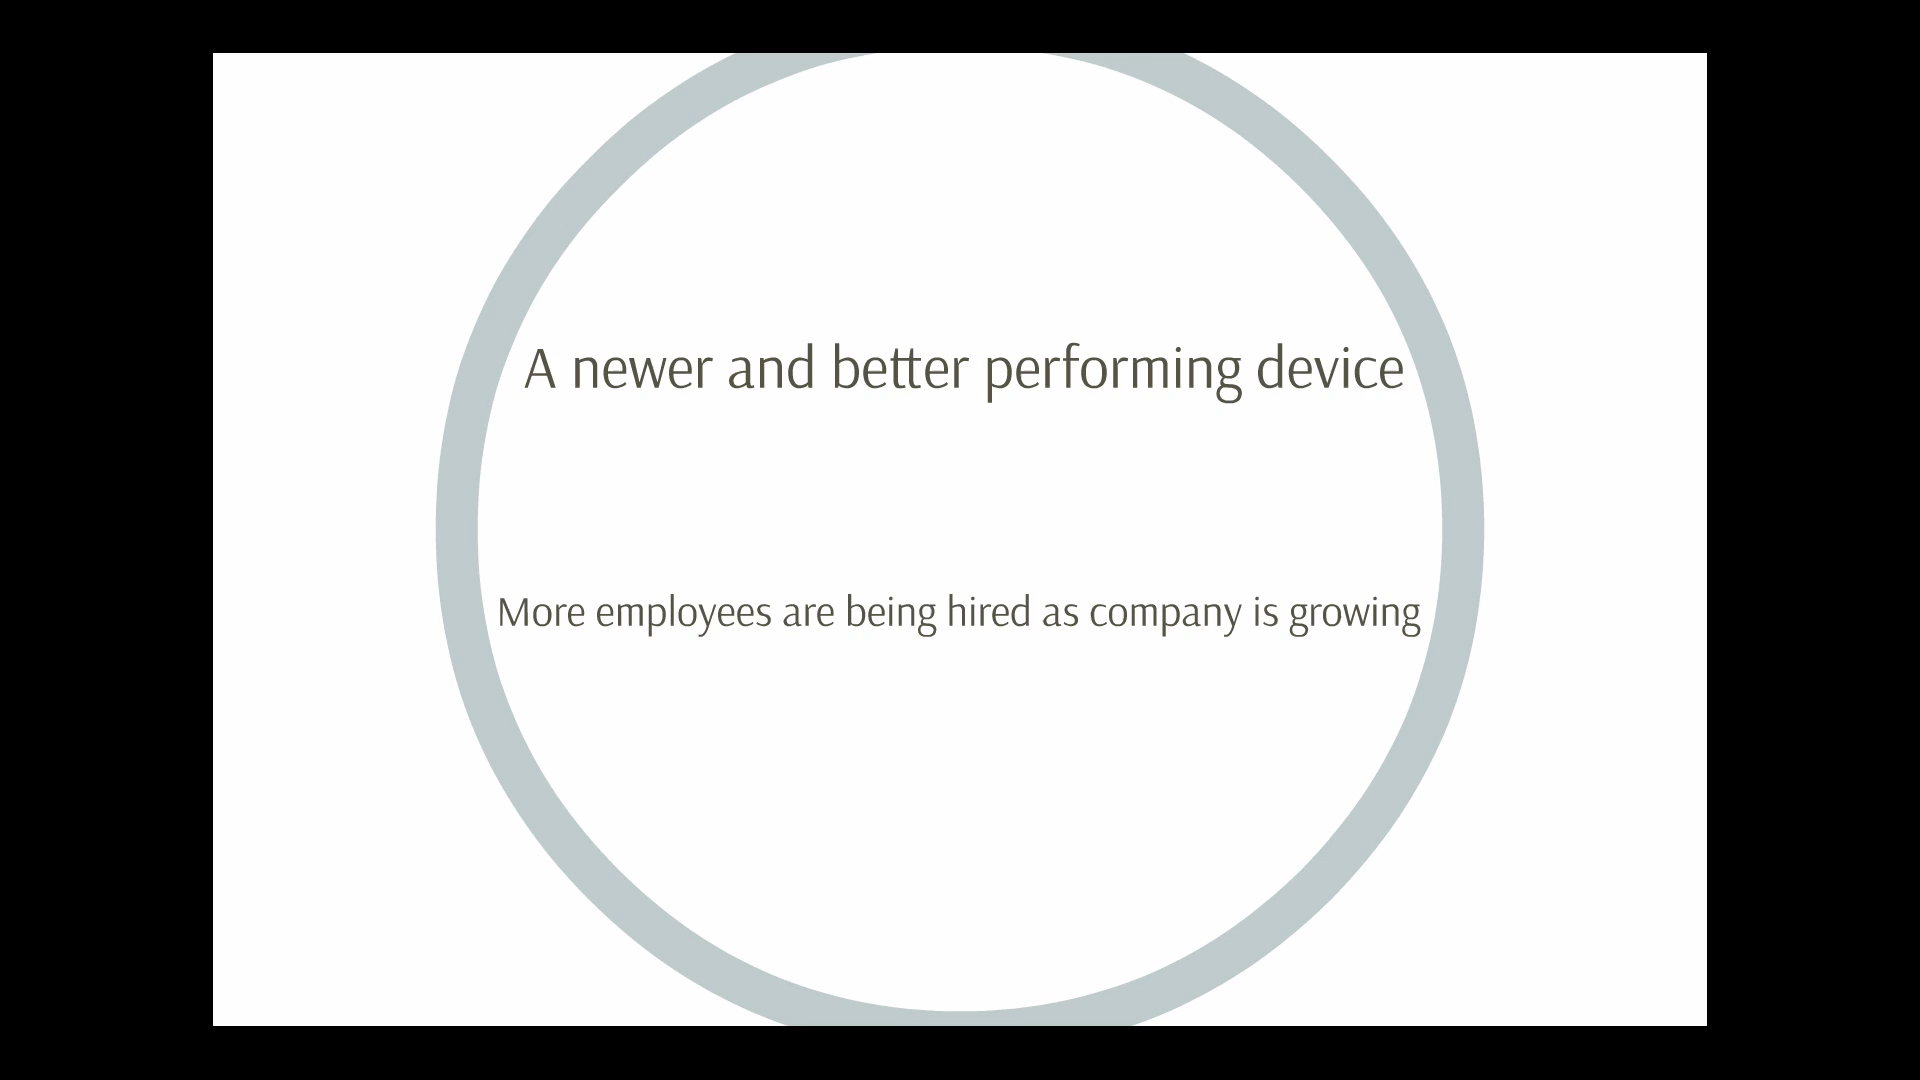 A newer and better performing device
More employees are being hired as company is growing